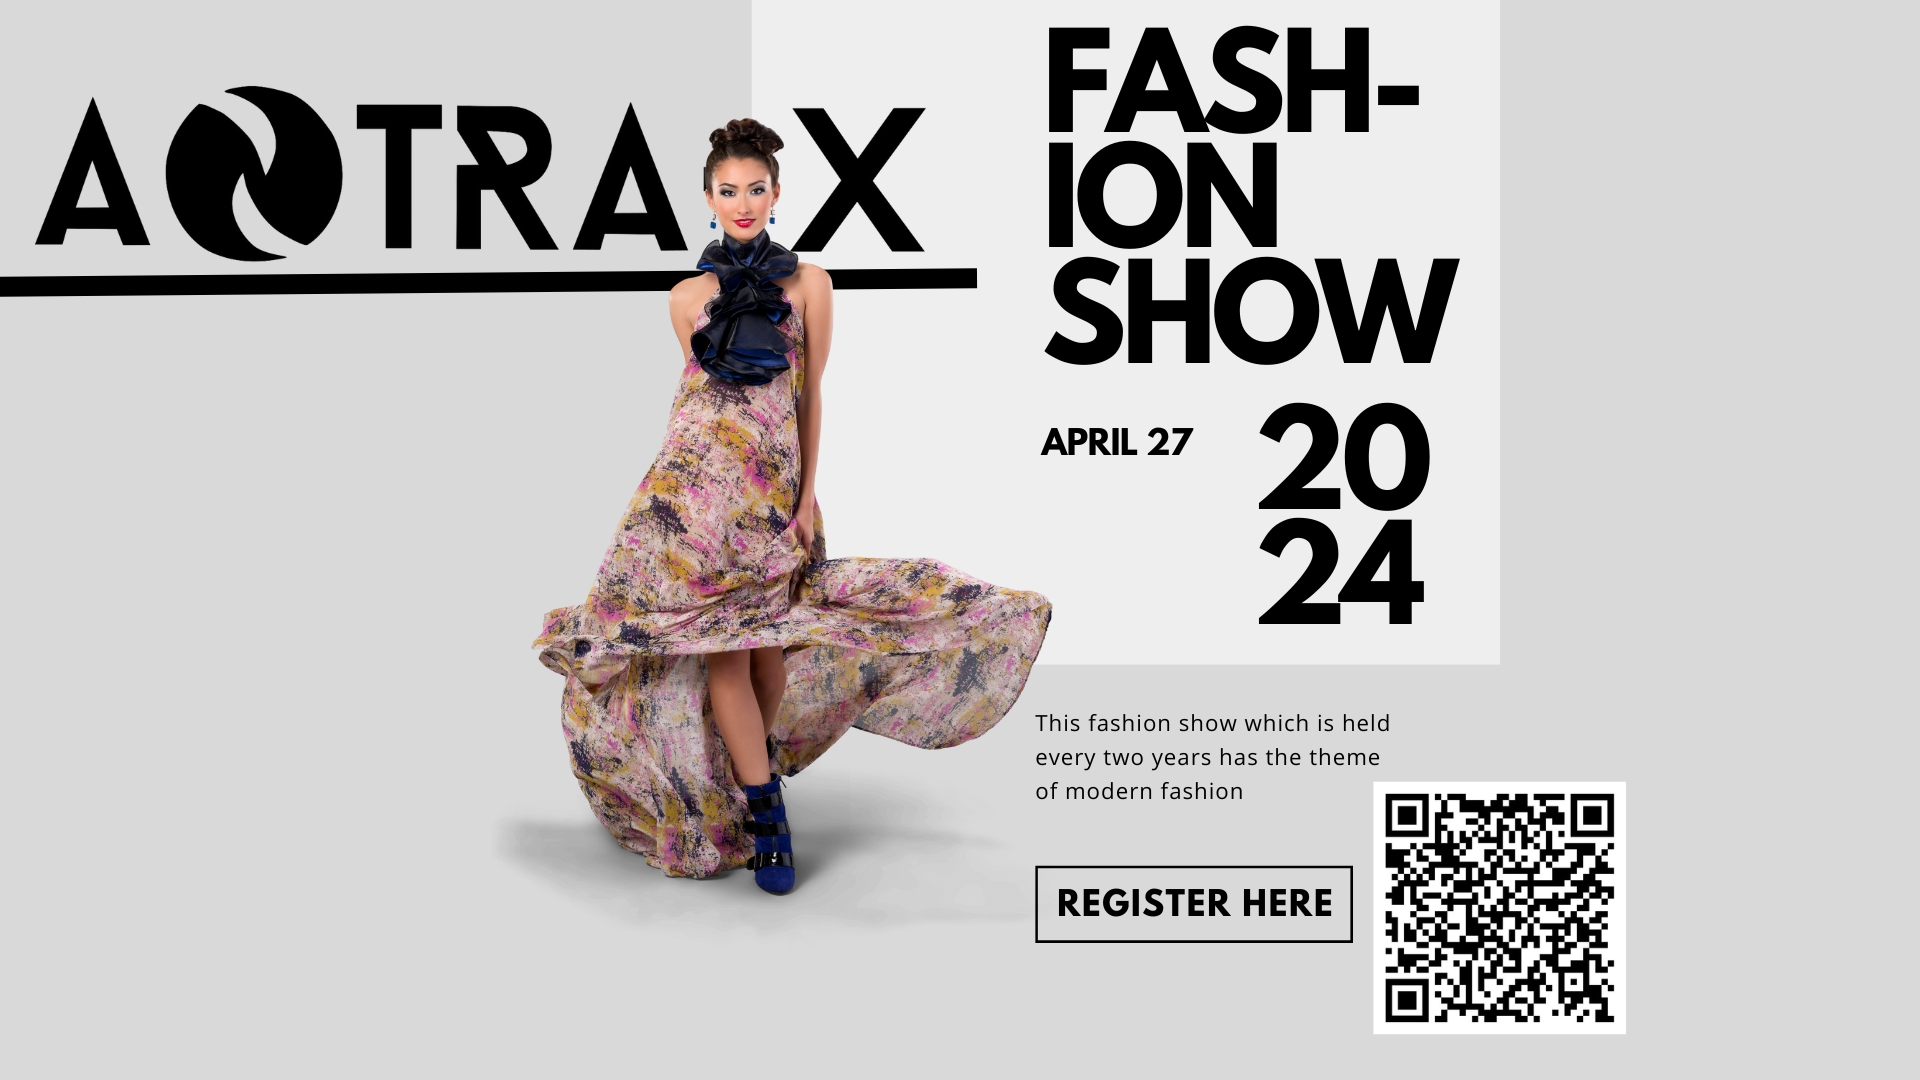 FASH-
ION
SHOW
APRIL 27
20
24
This fashion show which is held
every two years has the theme
of modern fashion
REGISTER HERE